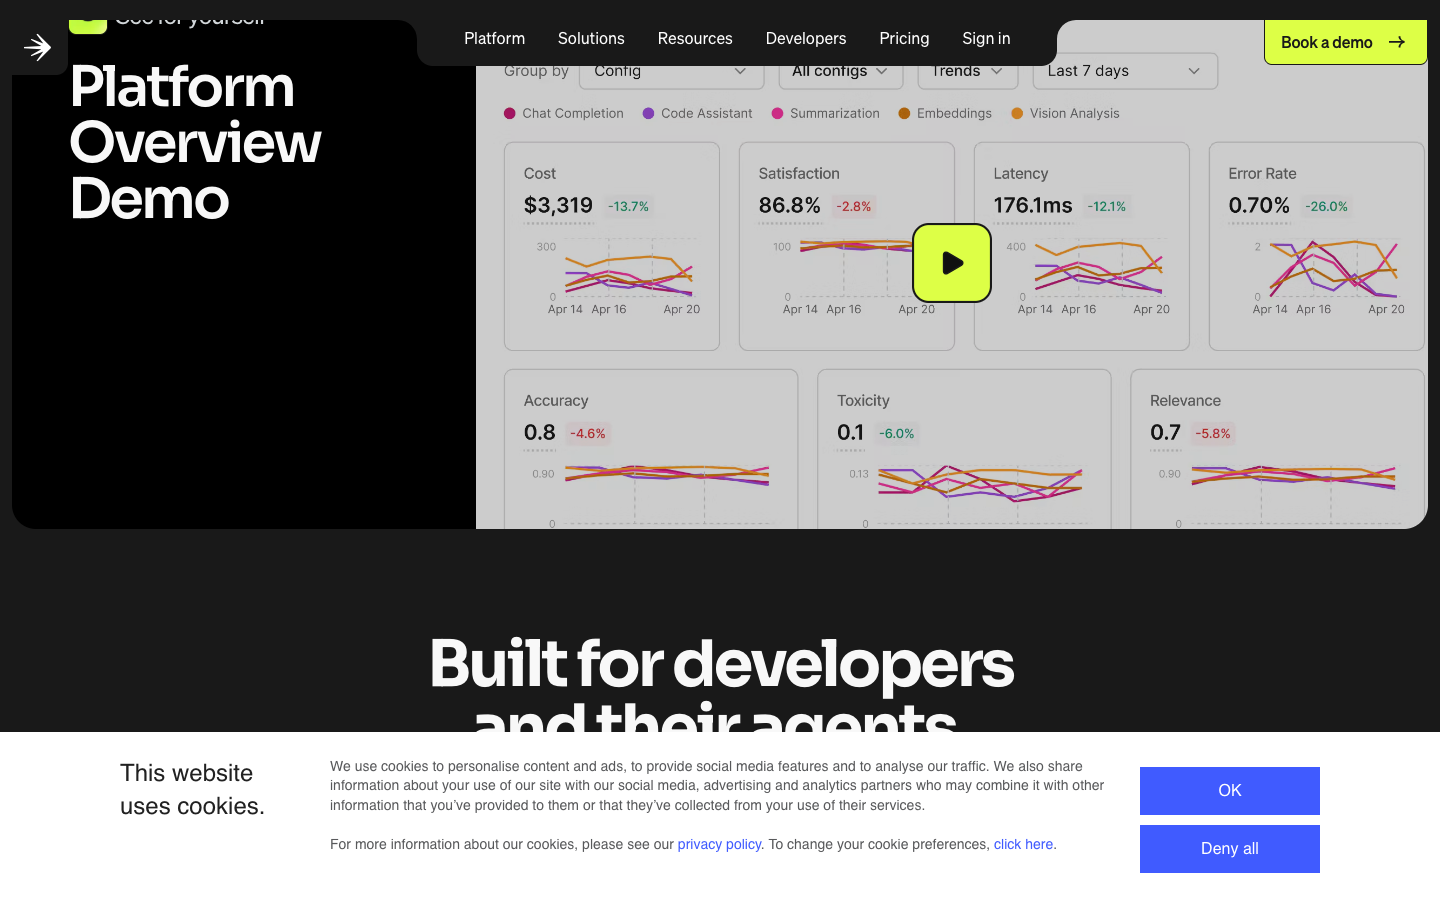 See for yourself
Platform Solutions Resources Developers Pricing Sign in
Book a demo
Platform
Overview
Demo
Group by Config All configs Trends Last 7 days
Chat Completion Code Assistant Summarization Embeddings Vision Analysis
Cost
$3,319 -13.7%
300
0
Apr 14 Apr 16 Apr 20
Satisfaction
86.8% -2.8%
100
0
Apr 14 Apr 16 Apr 20
Latency
176.1ms -12.1%
400
0
Apr 14 Apr 16 Apr 20
Error Rate
0.70% -26.0%
2
0
Apr 14 Apr 16 Apr 20
Accuracy
0.8 -4.6%
0.90
0
Toxicity
0.1 -6.0%
0.13
0
Relevance
0.7 -5.8%
0.90
0
Built for developers
and their agents
This website
uses cookies.
We use cookies to personalise content and ads, to provide social media features and to analyse our traffic. We also share
information about your use of our site with our social media, advertising and analytics partners who may combine it with other
information that you’ve provided to them or that they’ve collected from your use of their services.
For more information about our cookies, please see our privacy policy. To change your cookie preferences, click here.
OK
Deny all